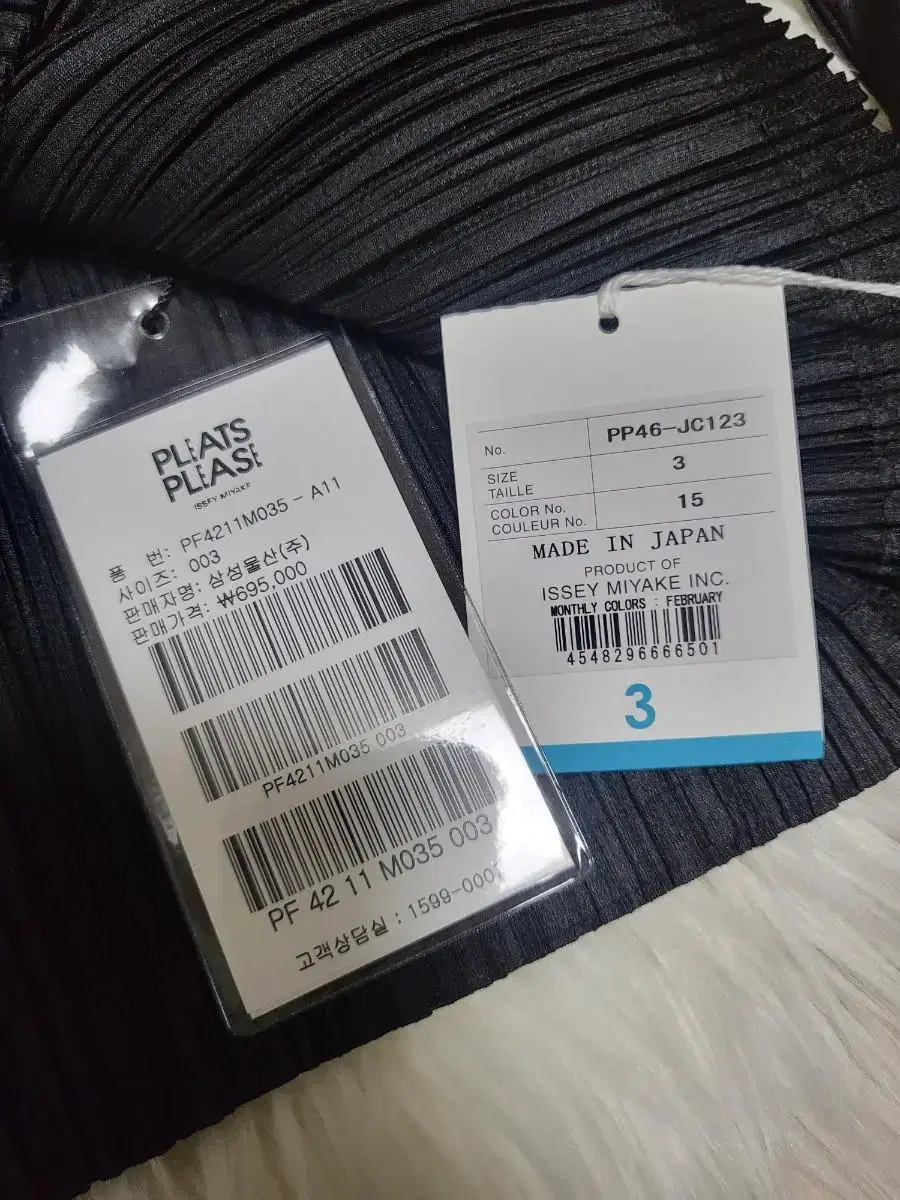 PLEATS
PLEASE
ISSEY MIYAKE
품 번: PF4211M035 - A11
사이즈: 003
판매자명: 삼성물산(주)
판매가격: ₩695,000
PF4211M035 003
PF 42 11 M035 003
고객상담실 : 1599-0007
No. PP46-JC123
SIZE
TAILLE 3
COLOR No.
COULEUR No. 15
MADE IN JAPAN
PRODUCT OF
ISSEY MIYAKE INC.
MONTHLY COLORS : FEBRUARY
4548296666501
3